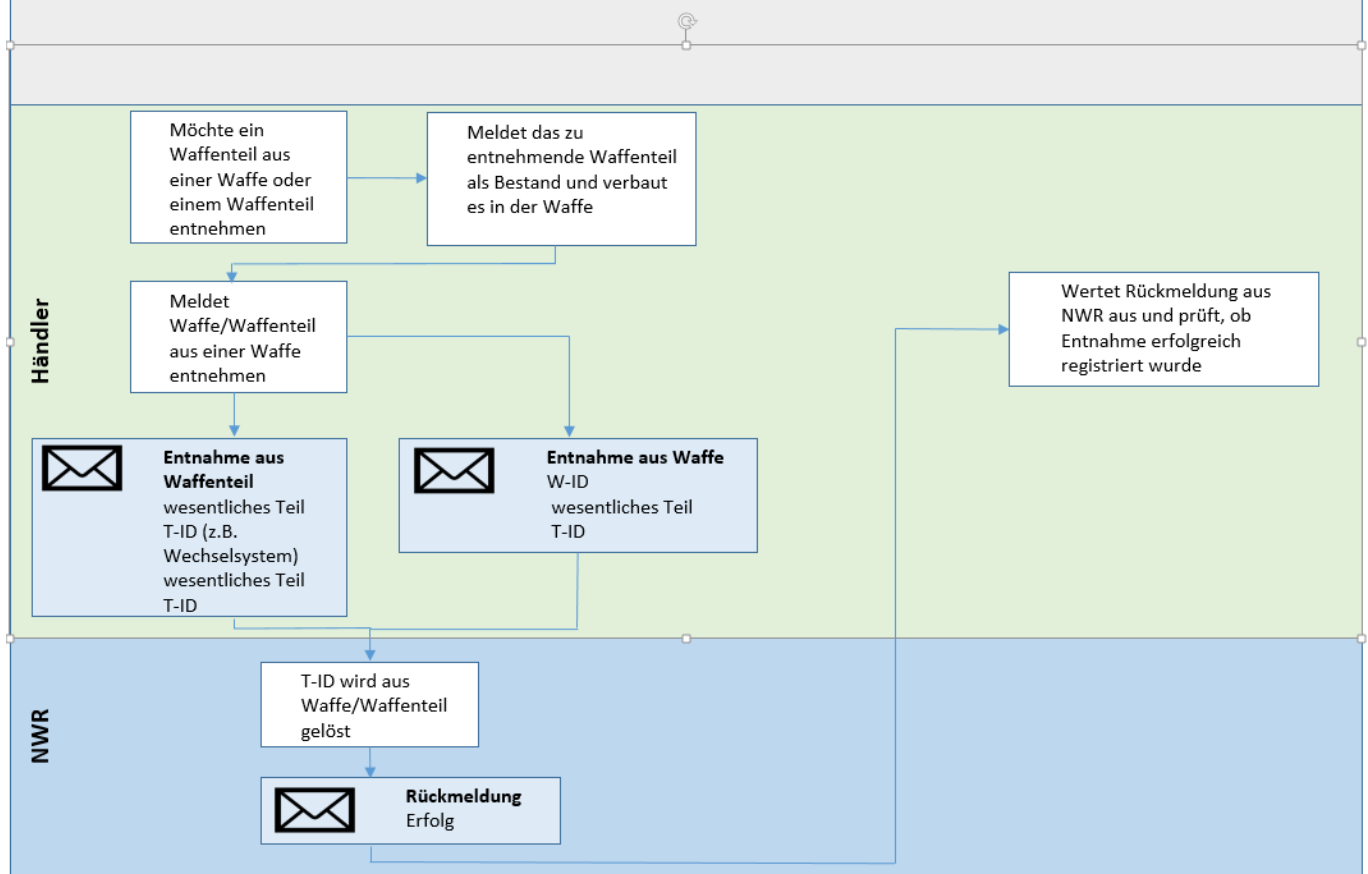 Möchte ein
Waffenteil aus
einer Waffe oder
einem Waffenteil
entnehmen
Meldet das zu
entnehmende Waffenteil
als Bestand und verbaut
es in der Waffe
Händler
Meldet
Waffe/Waffenteil
aus einer Waffe
entnehmen
Wertet Rückmeldung aus
NWR aus und prüft, ob
Entnahme erfolgreich
registriert wurde
Entnahme aus
Waffenteil
wesentliches Teil
T-ID (z.B.
Wechselsystem)
wesentliches Teil
T-ID
Entnahme aus Waffe
W-ID
wesentliches Teil
T-ID
NWR
T-ID wird aus
Waffe/Waffenteil
gelöst
Rückmeldung
Erfolg